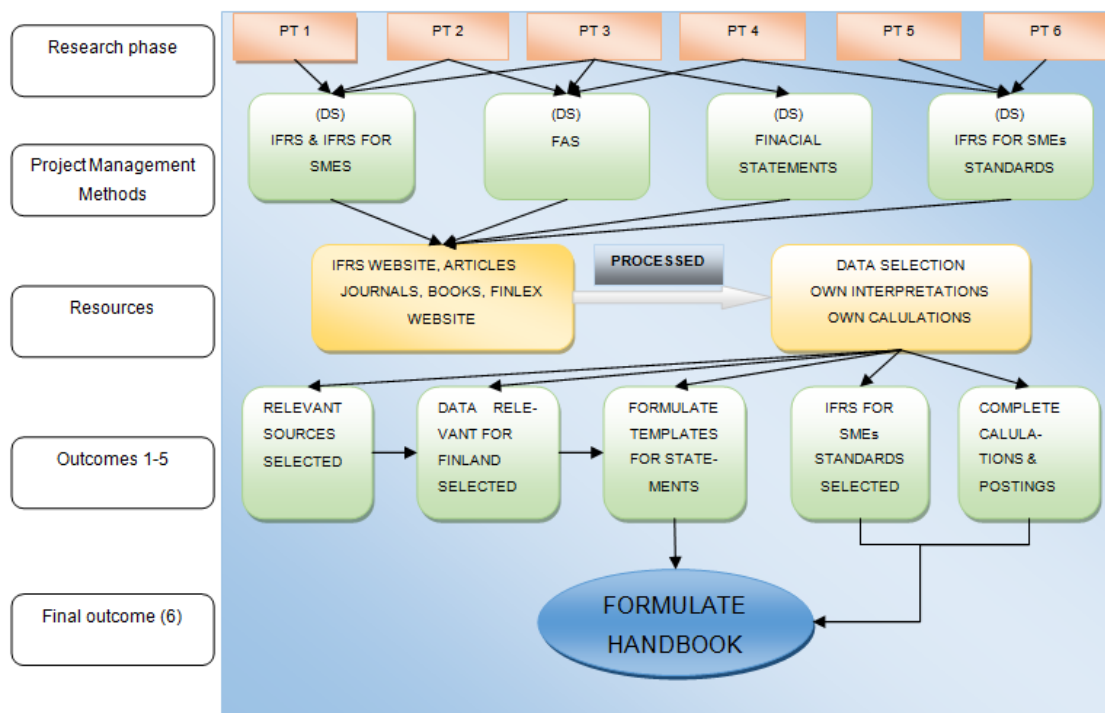 Research phase
PT 1
PT 2
PT 3
PT 4
PT 5
PT 6
Project Management
Methods
(DS)
IFRS & IFRS FOR
SMES
(DS)
FAS
(DS)
FINACIAL
STATEMENTS
(DS)
IFRS FOR SMEs
STANDARDS
Resources
IFRS WEBSITE, ARTICLES
JOURNALS, BOOKS, FINLEX
WEBSITE
PROCESSED
DATA SELECTION
OWN INTERPRETATIONS
OWN CALULATIONS
Outcomes 1-5
RELEVANT
SOURCES
SELECTED
DATA RELE-
VANT FOR
FINLAND
SELECTED
FORMULATE
TEMPLATES
FOR STATE-
MENTS
IFRS FOR
SMEs
STANDARDS
SELECTED
COMPLETE
CALULA-
TIONS &
POSTINGS
Final outcome (6)
FORMULATE
HANDBOOK